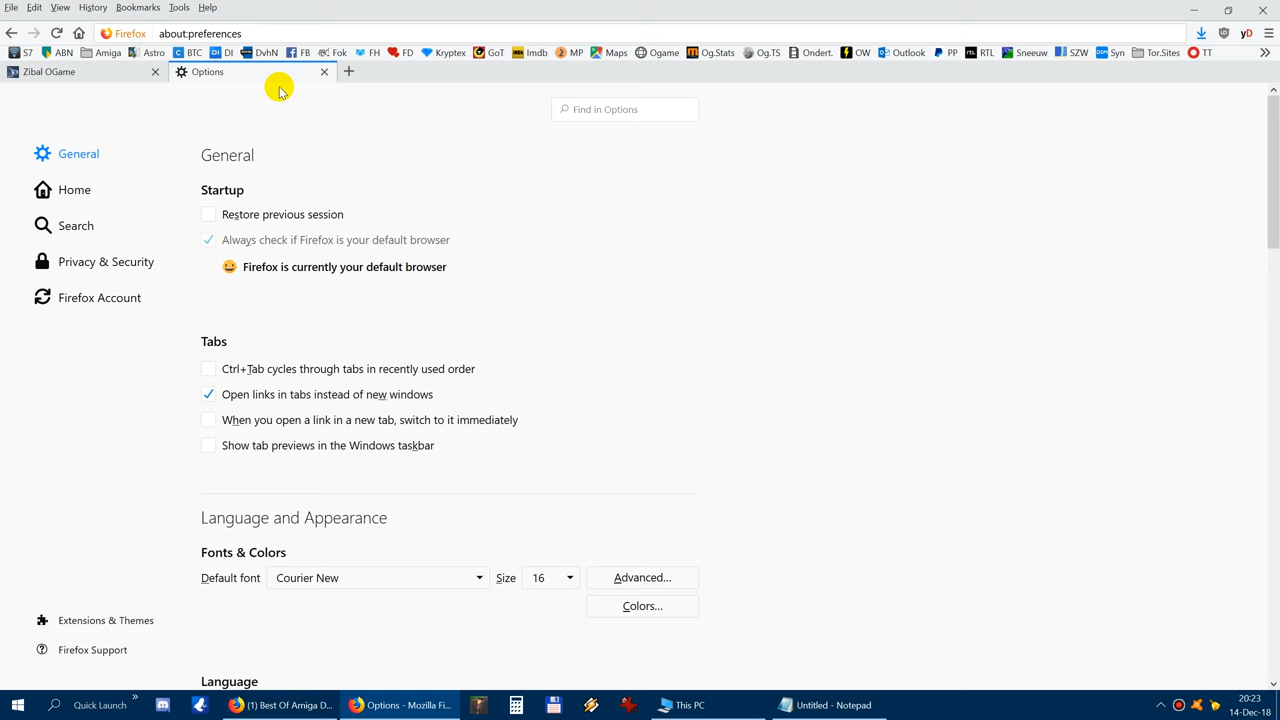 File Edit View History Bookmarks Tools Help
Firefox about:preferences
S7 ABN Amiga Astro BTC DI DvhN FB Fok FH FD Kryptex GoT Imdb MP Maps Ogame Og.Stats Og.TS Ondert. OW Outlook PP RTL Sneeuw SZW Syn Tor.Sites TT
Zibal OGame Options
Find in Options
General
General
Startup
Home
Restore previous session
Search
Always check if Firefox is your default browser
Privacy & Security
Firefox is currently your default browser
Firefox Account
Tabs
Ctrl+Tab cycles through tabs in recently used order
Open links in tabs instead of new windows
When you open a link in a new tab, switch to it immediately
Show tab previews in the Windows taskbar
Language and Appearance
Fonts & Colors
Default font Courier New Size 16 Advanced...
Colors...
Extensions & Themes
Firefox Support
Language
Quick Launch (1) Best Of Amiga D... Options - Mozilla Fi... This PC Untitled - Notepad 20:23
14-Dec-18